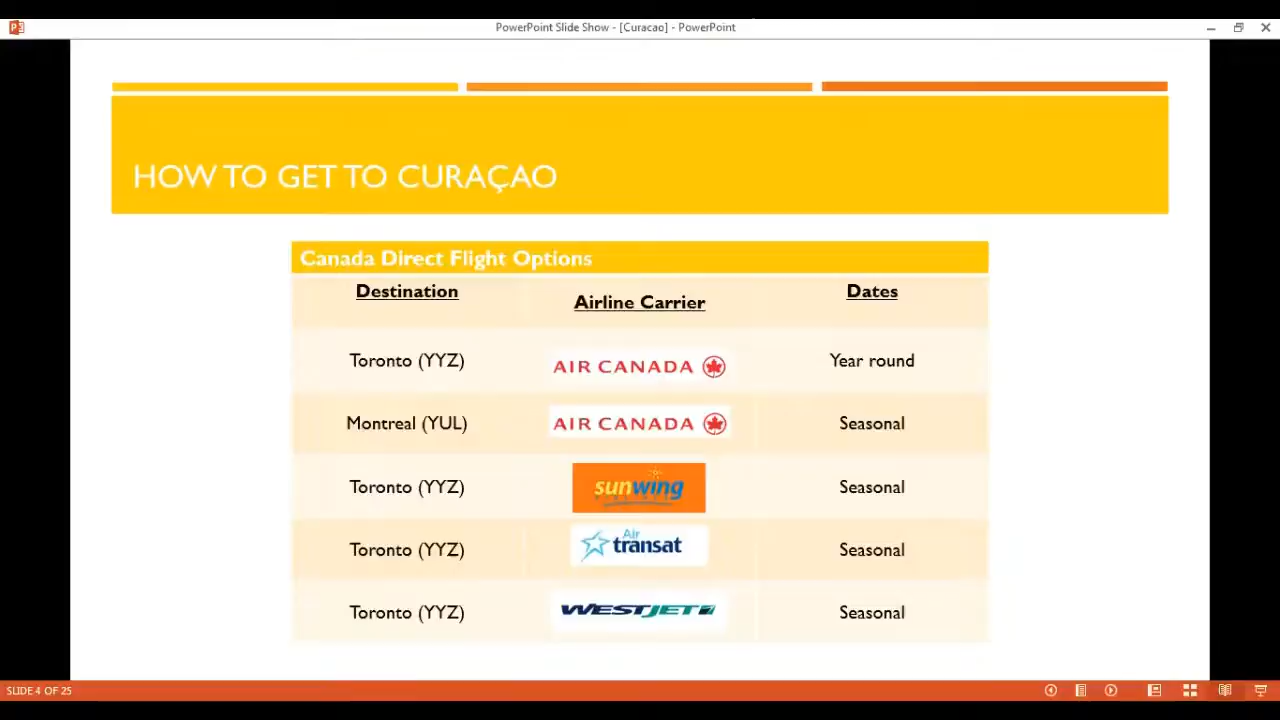 PowerPoint Slide Show - [Curacao] - PowerPoint
HOW TO GET TO CURAÇAO
Canada Direct Flight Options
Destination Airline Carrier Dates
Toronto (YYZ) AIR CANADA Year round
Montreal (YUL) AIR CANADA Seasonal
Toronto (YYZ) sunwing Seasonal
Toronto (YYZ) Air transat Seasonal
Toronto (YYZ) WESTJET Seasonal
SLIDE 4 OF 25